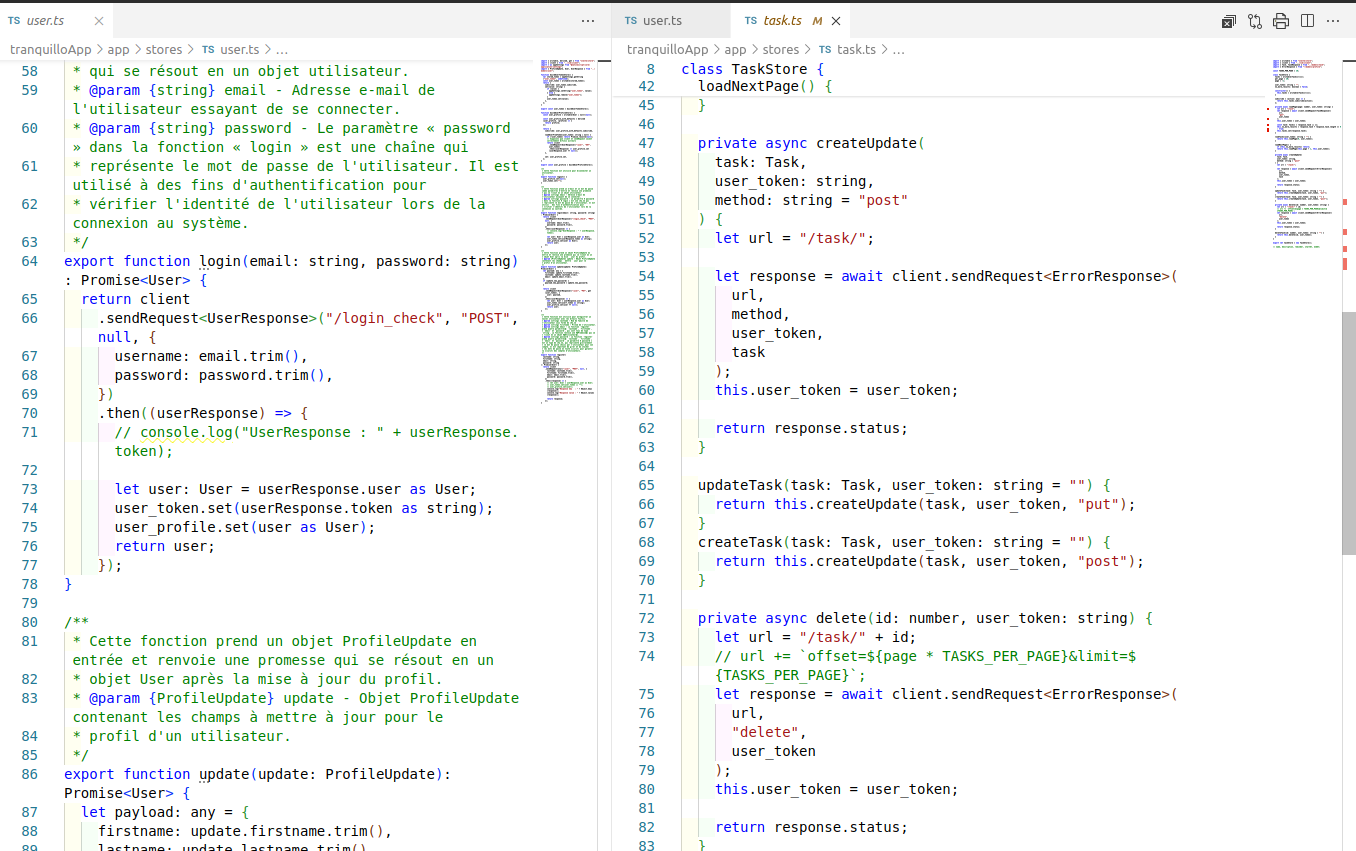 TS user.ts
tranquilloApp > app > stores > TS user.ts > ...
58 * qui se résout en un objet utilisateur.
59 * @param {string} email - Adresse e-mail de
l'utilisateur essayant de se connecter.
60 * @param {string} password - Le paramètre « password
» dans la fonction « login » est une chaîne qui
61 * représente le mot de passe de l'utilisateur. Il est
utilisé à des fins d'authentification pour
62 * vérifier l'identité de l'utilisateur lors de la
connexion au système.
63 */
64 export function login(email: string, password: string)
: Promise<User> {
65 return client
66 .sendRequest<UserResponse>("/login_check", "POST",
null, {
67 username: email.trim(),
68 password: password.trim(),
69 })
70 .then((userResponse) => {
71 // console.log("UserResponse : " + userResponse.
token);
72
73 let user: User = userResponse.user as User;
74 user_token.set(userResponse.token as string);
75 user_profile.set(user as User);
76 return user;
77 });
78 }
79
80 /**
81 * Cette fonction prend un objet ProfileUpdate en
entrée et renvoie une promesse qui se résout en un
82 * objet User après la mise à jour du profil.
83 * @param {ProfileUpdate} update - Objet ProfileUpdate
contenant les champs à mettre à jour pour le
84 * profil d'un utilisateur.
85 */
86 export function update(update: ProfileUpdate):
Promise<User> {
87 let payload: any = {
88 firstname: update.firstname.trim(),
89 lastname: update.lastname.trim()
TS user.ts
TS task.ts M
tranquilloApp > app > stores > TS task.ts > ...
8 class TaskStore {
42 loadNextPage() {
45 }
46
47 private async createUpdate(
48 task: Task,
49 user_token: string,
50 method: string = "post"
51 ) {
52 let url = "/task/";
53
54 let response = await client.sendRequest<ErrorResponse>(
55 url,
56 method,
57 user_token,
58 task
59 );
60 this.user_token = user_token;
61
62 return response.status;
63 }
64
65 updateTask(task: Task, user_token: string = "") {
66 return this.createUpdate(task, user_token, "put");
67 }
68 createTask(task: Task, user_token: string = "") {
69 return this.createUpdate(task, user_token, "post");
70 }
71
72 private async delete(id: number, user_token: string) {
73 let url = "/task/" + id;
74 // url += `offset=${page * TASKS_PER_PAGE}&limit=$
{TASKS_PER_PAGE}`;
75 let response = await client.sendRequest<ErrorResponse>(
76 url,
77 "delete",
78 user_token
79 );
80 this.user_token = user_token;
81
82 return response.status;
83 }